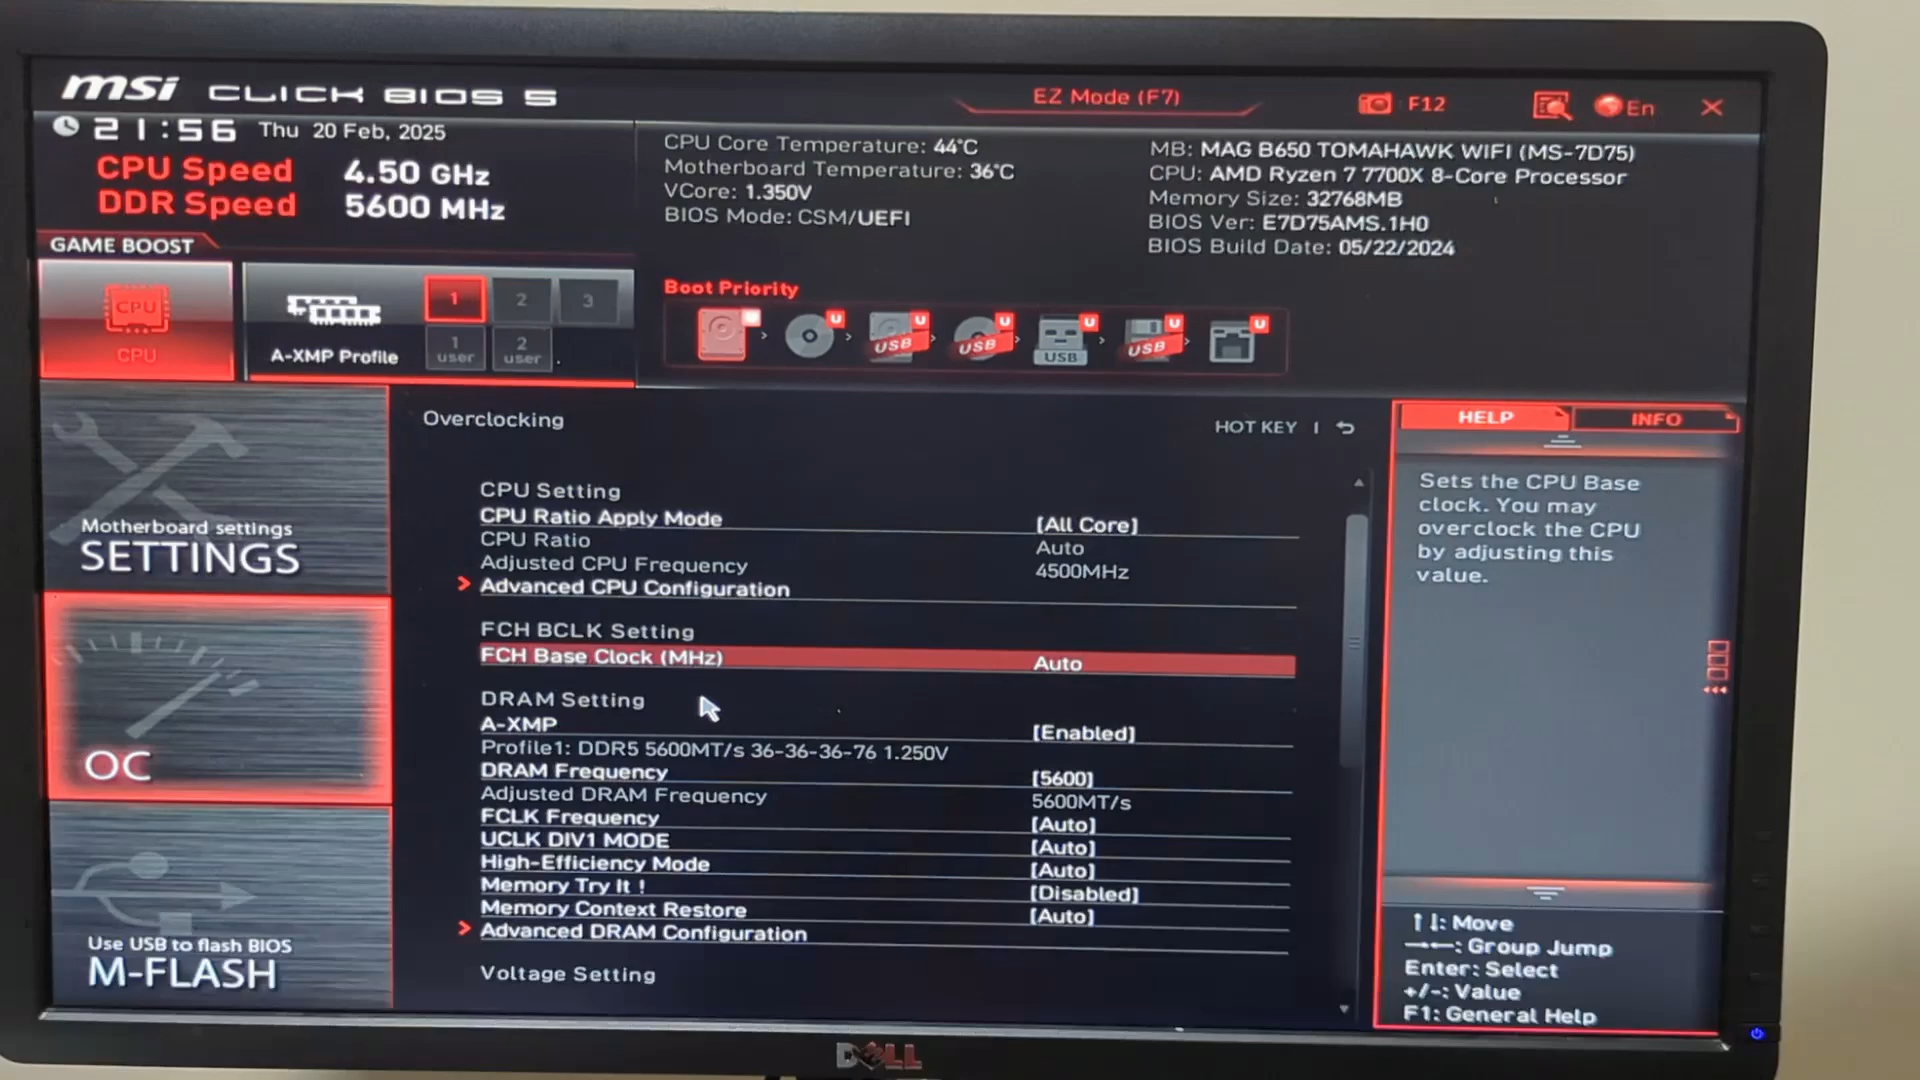 msi CLICK BIOS 5
EZ Mode (F7)
F12
En
21:56 Thu 20 Feb, 2025
CPU Speed 4.50 GHz
DDR Speed 5600 MHz
CPU Core Temperature: 44°C
Motherboard Temperature: 36°C
VCore: 1.350V
BIOS Mode: CSM/UEFI
MB: MAG B650 TOMAHAWK WIFI (MS-7D75)
CPU: AMD Ryzen 7 7700X 8-Core Processor
Memory Size: 32768MB
BIOS Ver: E7D75AMS.1H0
BIOS Build Date: 05/22/2024
GAME BOOST
CPU
CPU
A-XMP Profile
1 2 3
1 user 2 user
Boot Priority
U U U U U U
USB USB USB USB
Motherboard settings
SETTINGS
OC
Use USB to flash BIOS
M-FLASH
Overclocking
HOT KEY
CPU Setting
CPU Ratio Apply Mode [All Core]
CPU Ratio Auto
Adjusted CPU Frequency 4500MHz
> Advanced CPU Configuration
FCH BCLK Setting
FCH Base Clock (MHz) Auto
DRAM Setting
A-XMP [Enabled]
Profile1: DDR5 5600MT/s 36-36-36-76 1.250V
DRAM Frequency [5600]
Adjusted DRAM Frequency 5600MT/s
FCLK Frequency [Auto]
UCLK DIV1 MODE [Auto]
High-Efficiency Mode [Auto]
Memory Try It ! [Disabled]
Memory Context Restore [Auto]
> Advanced DRAM Configuration
Voltage Setting
HELP
INFO
Sets the CPU Base
clock. You may
overclock the CPU
by adjusting this
value.
↑↓: Move
→←: Group Jump
Enter: Select
+/-: Value
F1: General Help
DELL